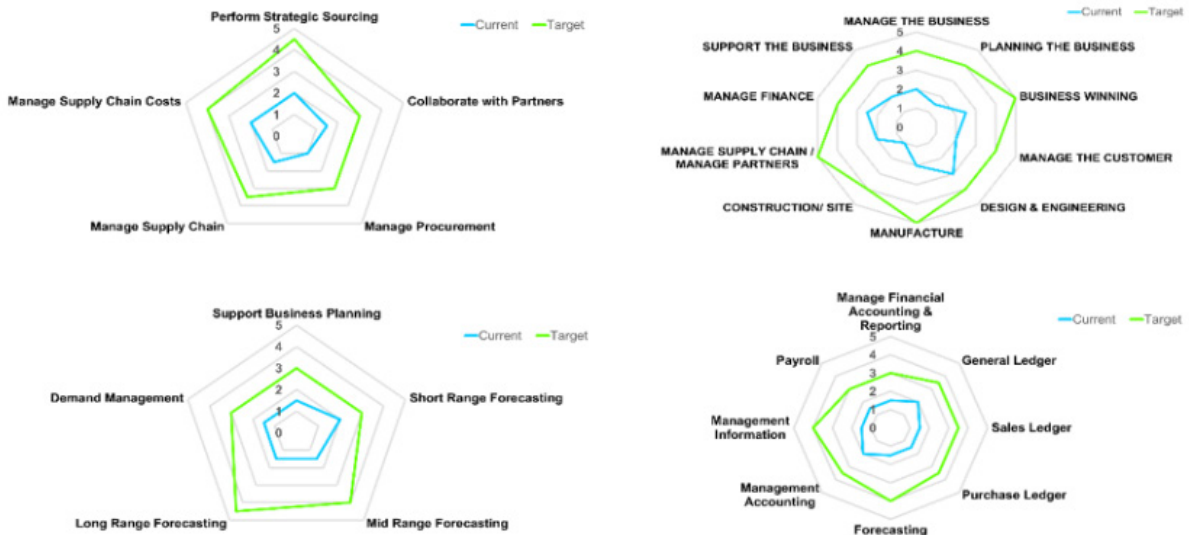 Perform Strategic Sourcing
Current Target
5
4
3
2
1
0
Manage Supply Chain Costs
Collaborate with Partners
Manage Supply Chain
Manage Procurement
MANAGE THE BUSINESS
Current Target
5
4
3
2
1
0
SUPPORT THE BUSINESS
PLANNING THE BUSINESS
MANAGE FINANCE
BUSINESS WINNING
MANAGE SUPPLY CHAIN /
MANAGE PARTNERS
MANAGE THE CUSTOMER
CONSTRUCTION/ SITE
DESIGN & ENGINEERING
MANUFACTURE
Support Business Planning
Current Target
5
4
3
2
1
0
Demand Management
Short Range Forecasting
Long Range Forecasting
Mid Range Forecasting
Manage Financial
Accounting &
Reporting
Current Target
5
4
3
2
1
0
Payroll
General Ledger
Management
Information
Sales Ledger
Management
Accounting
Purchase Ledger
Forecasting